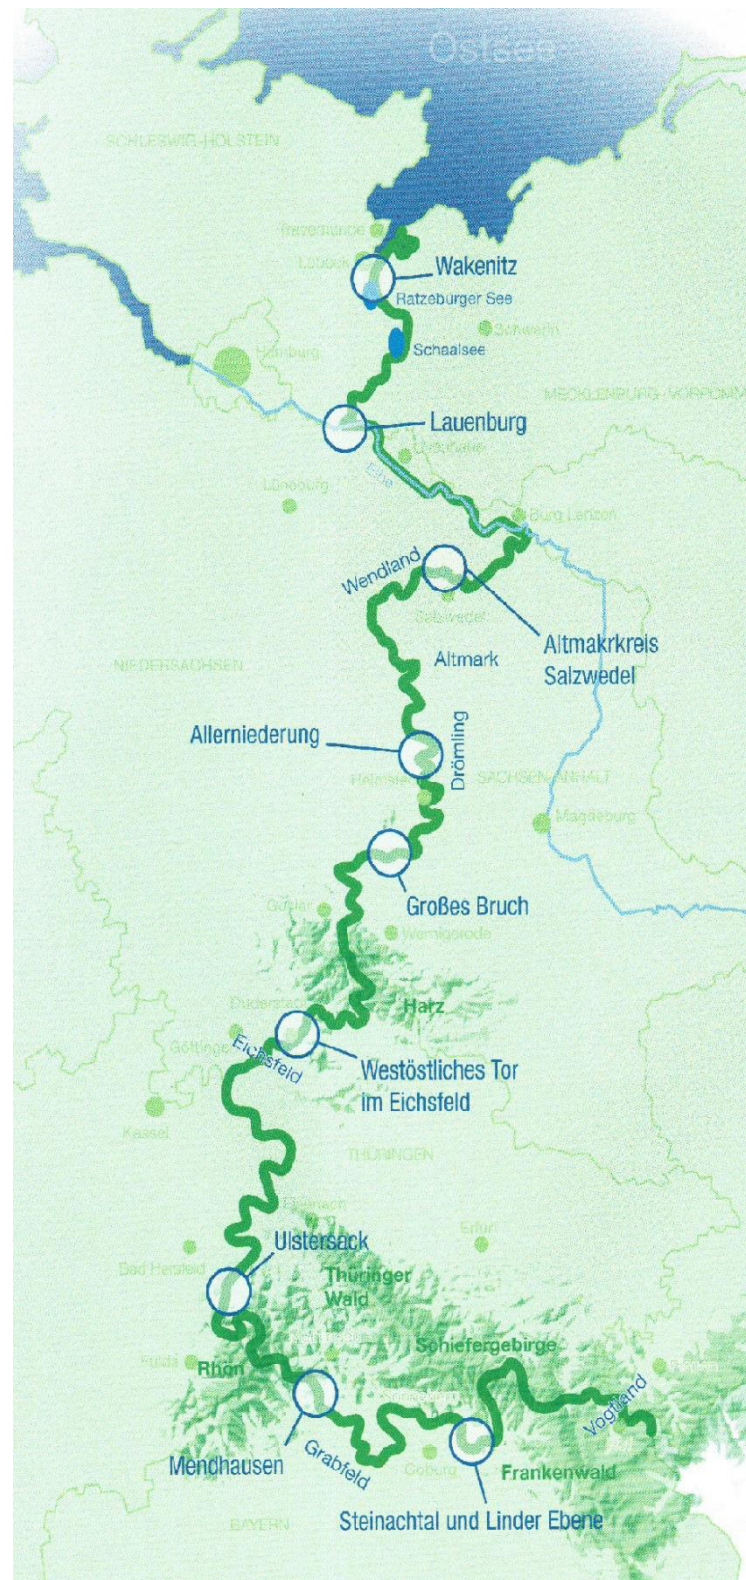 Ostsee
SCHLESWIG-HOLSTEIN
Travemünde
Lübeck
Wakenitz
Ratzeburger See
Schwerin
Schaalsee
Hamburg
MECKLENBURG-VORPOMM
Lauenburg
Elbe
Lüneburg
Burg Lenzen
Wendland
Salzwedel
Altmakrkreis
Salzwedel
Altmark
NIEDERSACHSEN
Allerniederung
Drömling
SACHSEN-ANHALT
Magdeburg
Großes Bruch
Goslar
Wernigerode
Harz
Duderstadt
Göttingen
Eichsfeld
Westöstliches Tor
im Eichsfeld
Kassel
THÜRINGEN
Eisenach
Erfurt
Ulstersack
Bad Hersfeld
Thüringer
Wald
Schiefergebirge
Fulda
Rhön
Vogtland
Mendhausen
Grabfeld
Coburg
Frankenwald
Steinachtal und Linder Ebene
BAYERN